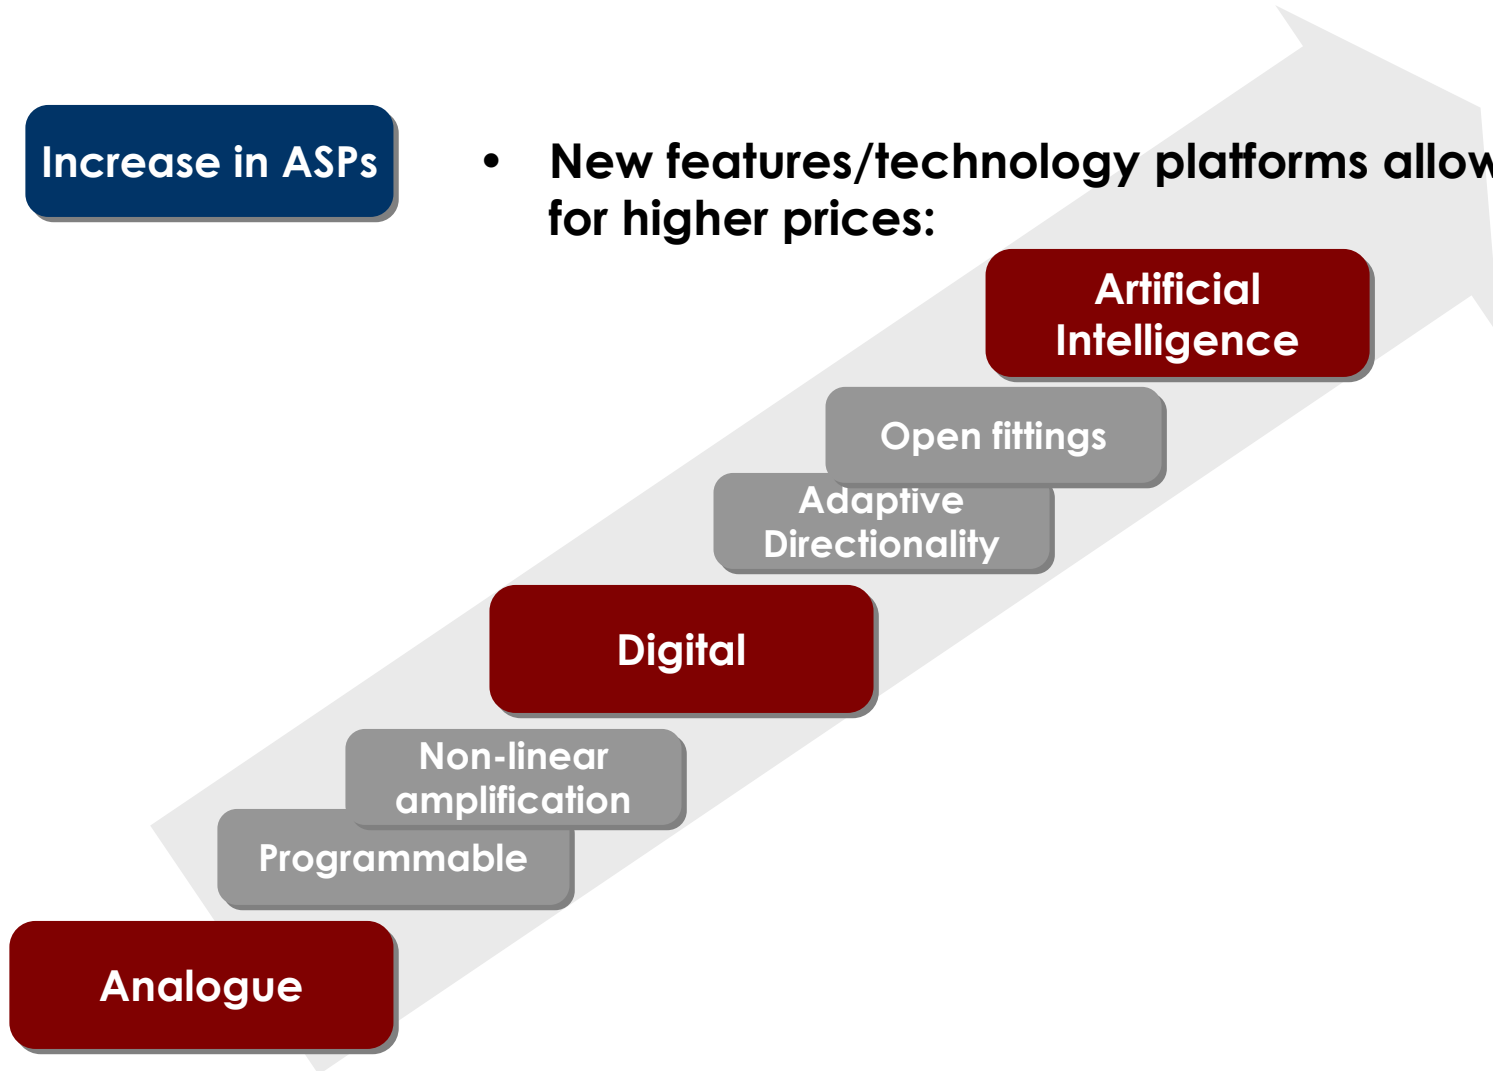 Increase in ASPs
• New features/technology platforms allow
for higher prices:
Artificial
Intelligence
Open fittings
Adaptive
Directionality
Digital
Non-linear
amplification
Programmable
Analogue